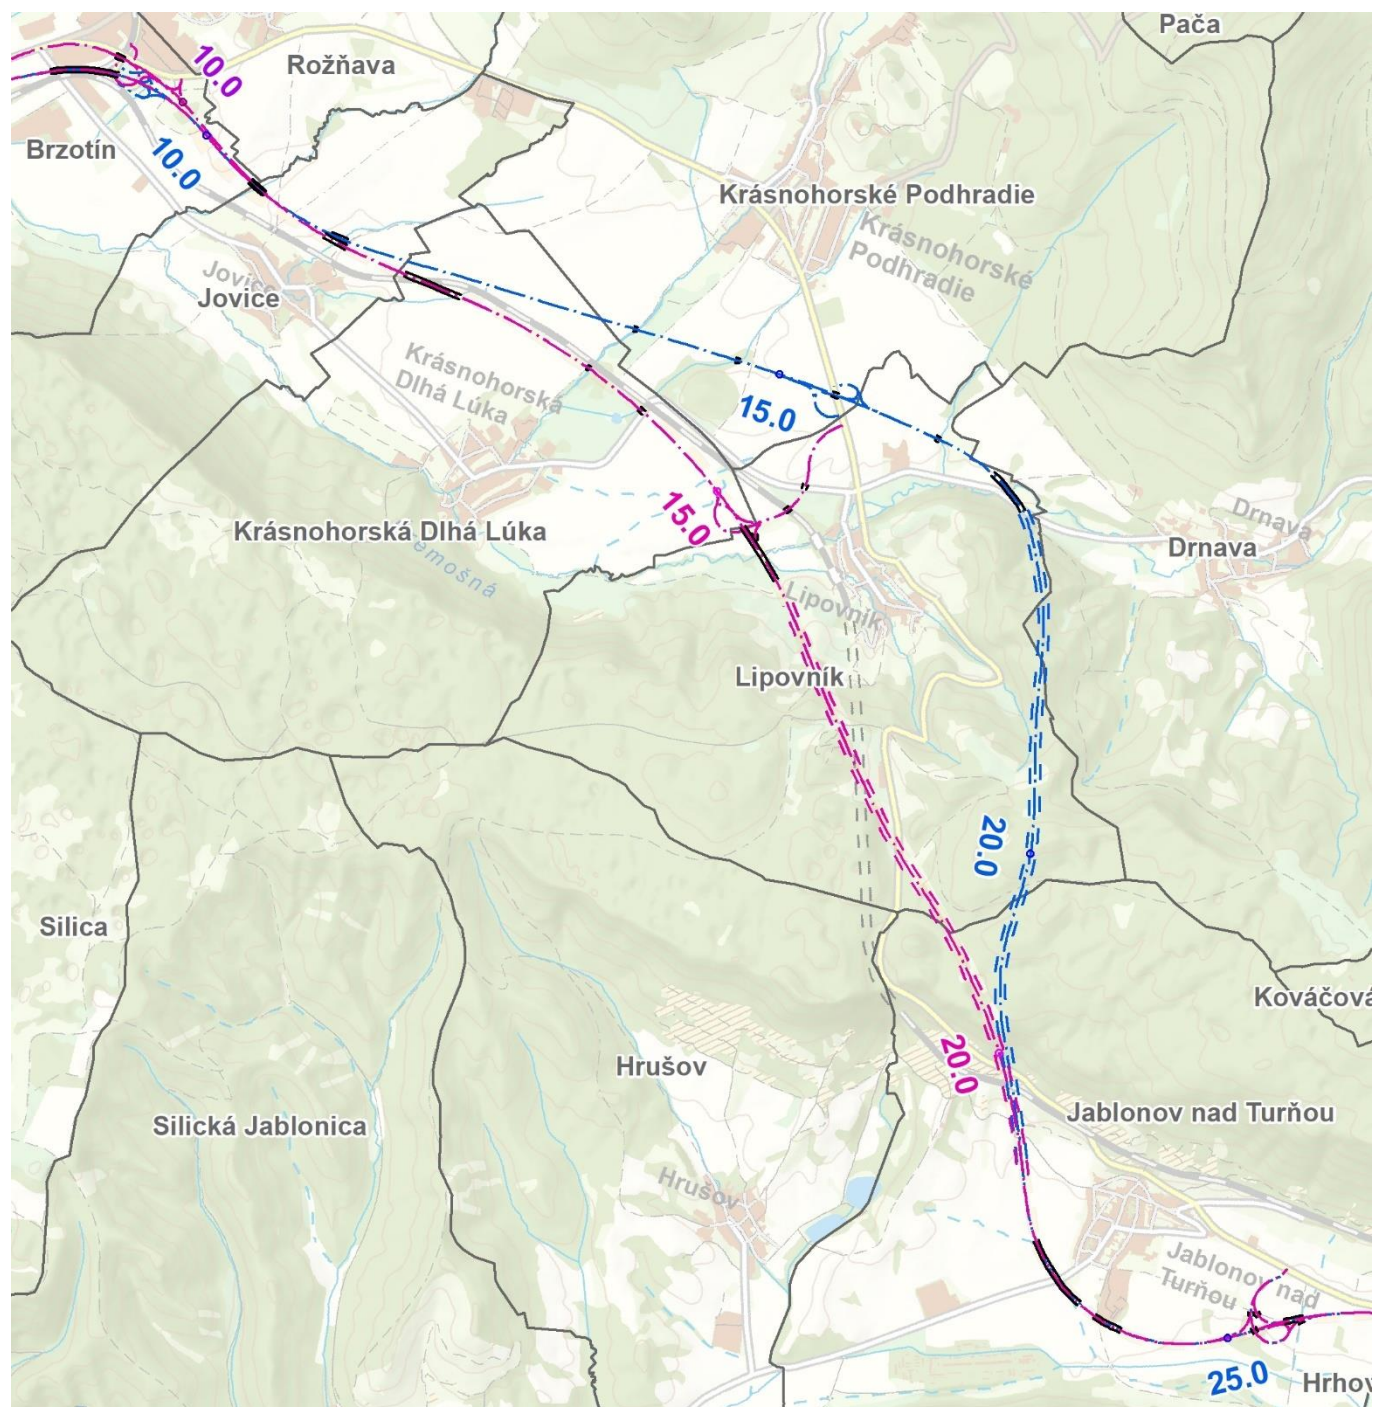 Pača
Rožňava
10.0
Brzotín
10.0
Krásnohorské Podhradie
Krásnohorské
Podhradie
Jovice
Jovice
Krásnohorská
Dlhá Lúka
15.0
15.0
Krásnohorská Dlhá Lúka
Drnava
Drnava
Lipovník
Lipovník
20.0
Silica
Kováčová
20.0
Hrušov
Silická Jablonica
Jablonov nad Turňou
Hrušov
Jablonov nad
Turňou
25.0
Hrhov